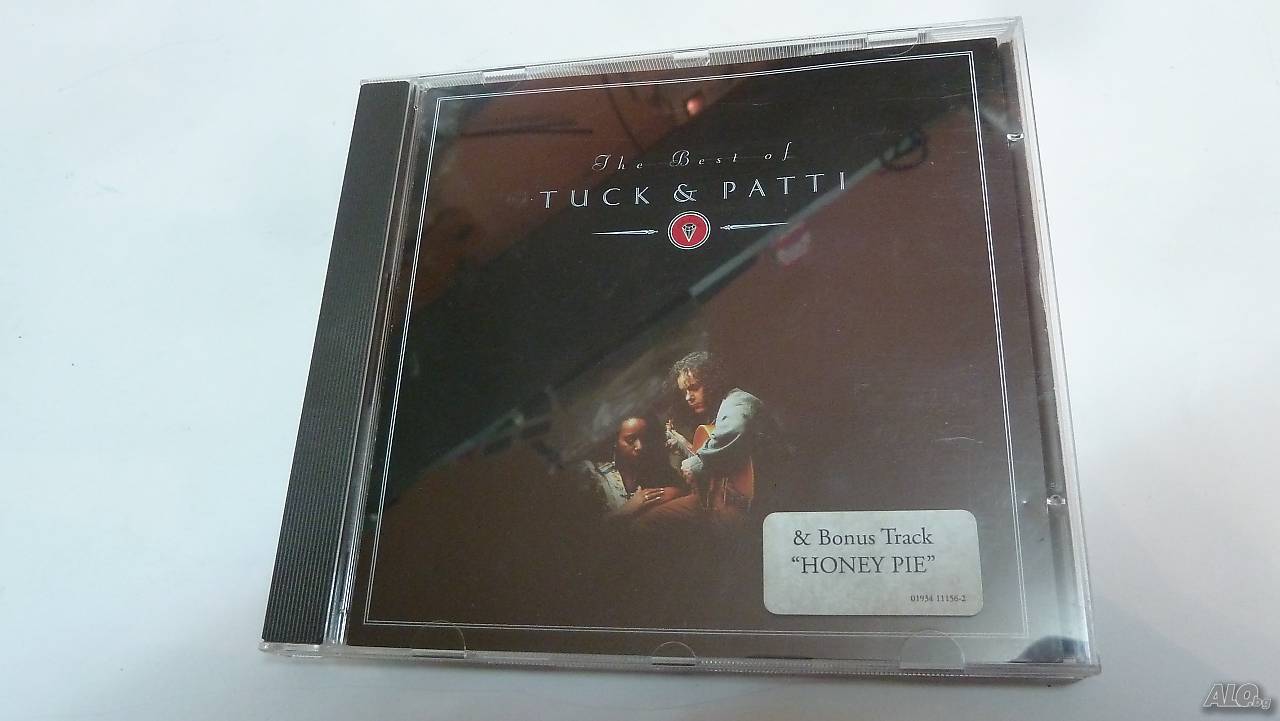 The Best of
TUCK & PATTI
& Bonus Track
“HONEY PIE”
01934 11156-2
ALO.bg